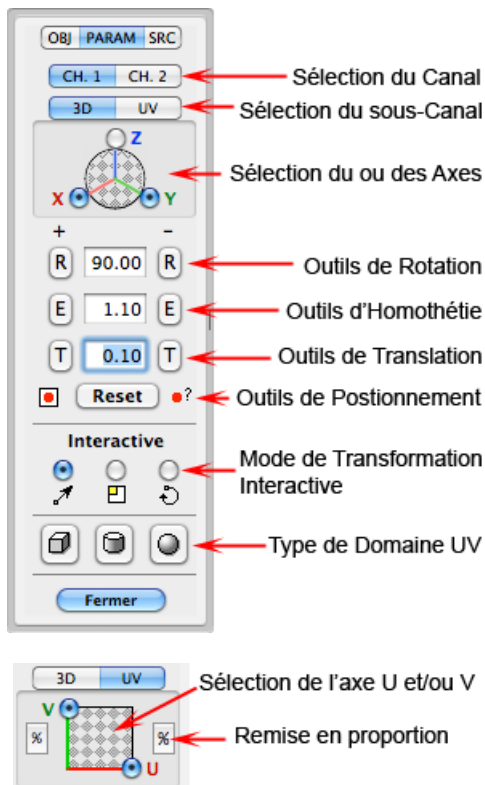 OBJ PARAM SRC
CH. 1 CH. 2 Sélection du Canal
3D UV Sélection du sous-Canal
Z
Sélection du ou des Axes
X Y
+ -
R 90.00 R Outils de Rotation
E 1.10 E Outils d'Homothétie
T 0.10 T Outils de Translation
Reset ? Outils de Postionnement
Interactive
Mode de Transformation
Interactive
Type de Domaine UV
Fermer
3D UV
Sélection de l'axe U et/ou V
V
% % Remise en proportion
U